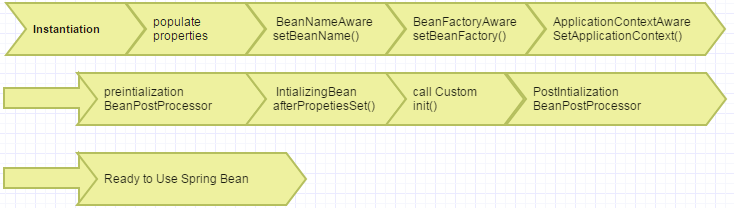 Instantiation
populate
properties
BeanNameAware
setBeanName()
BeanFactoryAware
setBeanFactory()
ApplicationContextAware
SetApplicationContext()
preintialization
BeanPostProcessor
IntializingBean
afterPropetiesSet()
call Custom
init()
PostIntialization
BeanPostProcessor
Ready to Use Spring Bean